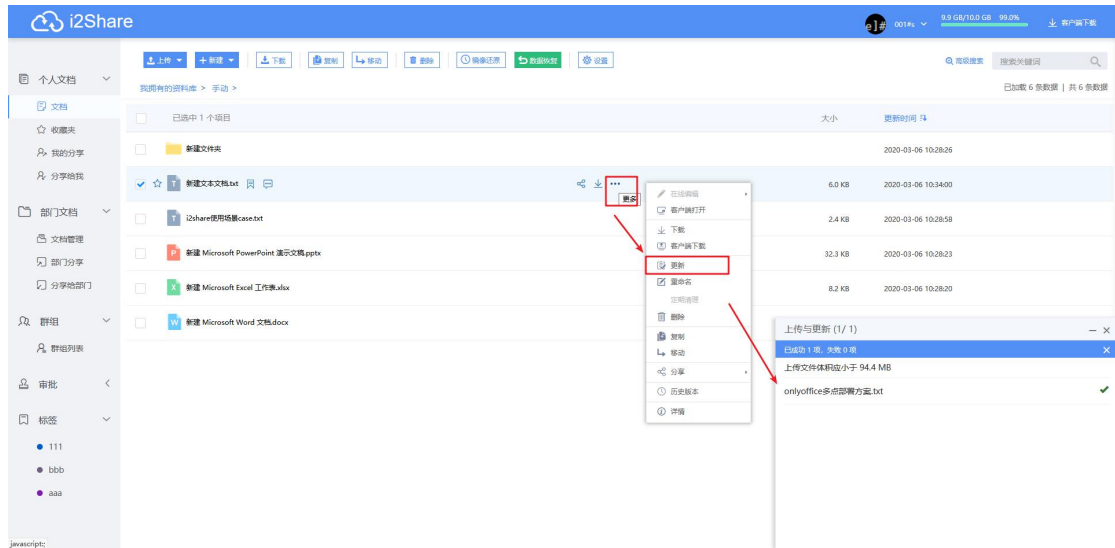 i2Share
el#
001#s
9.9 GB/10.0 GB 99.0%
客户端下载
上传
新建
下载
复制
移动
删除
镜像还原
数据恢复
设置
高级搜索
搜索关键词
我拥有的资料库 > 手动 >
已加载 6 条数据 | 共 6 条数据
个人文档
文档
收藏夹
我的分享
分享给我
部门文档
文档管理
部门分享
分享给部门
群组
群组列表
审批
标签
111
bbb
aaa
已选中 1 个项目
大小
更新时间
新建文件夹
2020-03-06 10:28:26
新建文本文档.txt
6.0 KB
2020-03-06 10:34:00
更多
i2share使用场景case.txt
2.4 KB
2020-03-06 10:28:58
新建 Microsoft PowerPoint 演示文稿.pptx
32.3 KB
2020-03-06 10:28:23
新建 Microsoft Excel 工作表.xlsx
8.2 KB
2020-03-06 10:28:20
新建 Microsoft Word 文档.docx
在线编辑
客户端打开
下载
客户端下载
更新
重命名
定期清理
删除
复制
移动
分享
历史版本
详情
上传与更新 (1/ 1)
已成功 1 项, 失败 0 项
上传文件体积应小于 94.4 MB
onlyoffice多点部署方案.txt
javascript:;